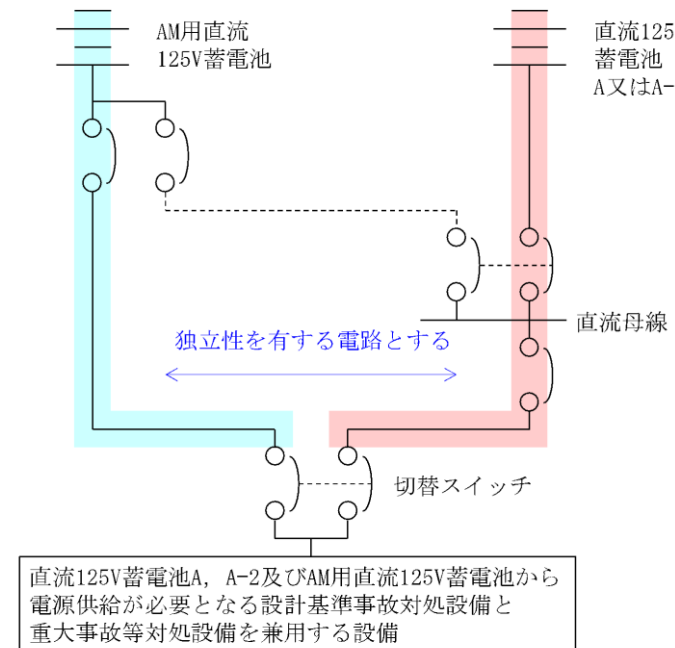 AM用直流
125V蓄電池
直流125
蓄電池
A又はA-
直流母線
独立性を有する電路とする
切替スイッチ
直流125V蓄電池A, A-2及びAM用直流125V蓄電池から
電源供給が必要となる設計基準事故対処設備と
重大事故等対処設備を兼用する設備